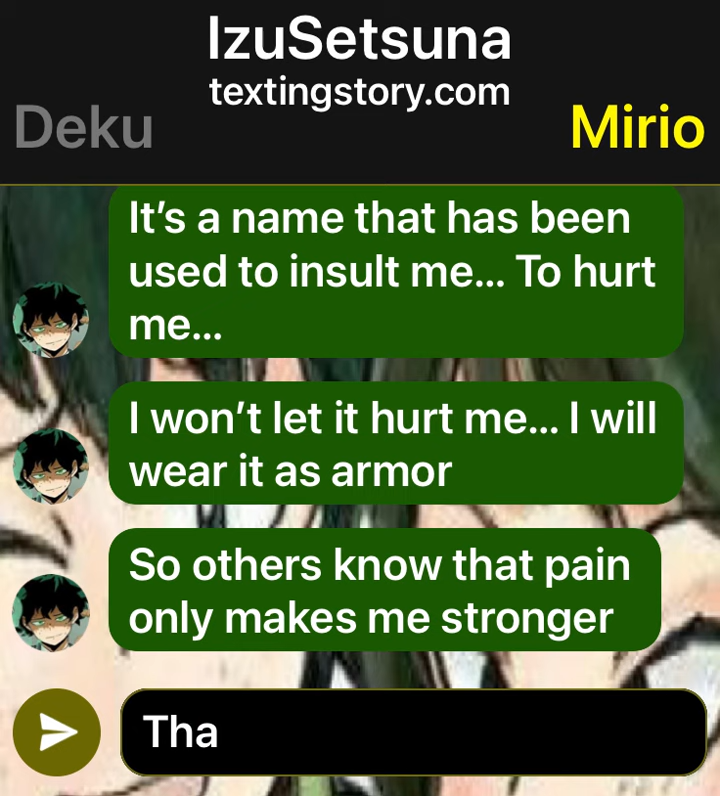 IzuSetsuna
textingstory.com
Deku
Mirio
It’s a name that has been
used to insult me... To hurt
me...
I won’t let it hurt me... I will
wear it as armor
So others know that pain
only makes me stronger
Tha